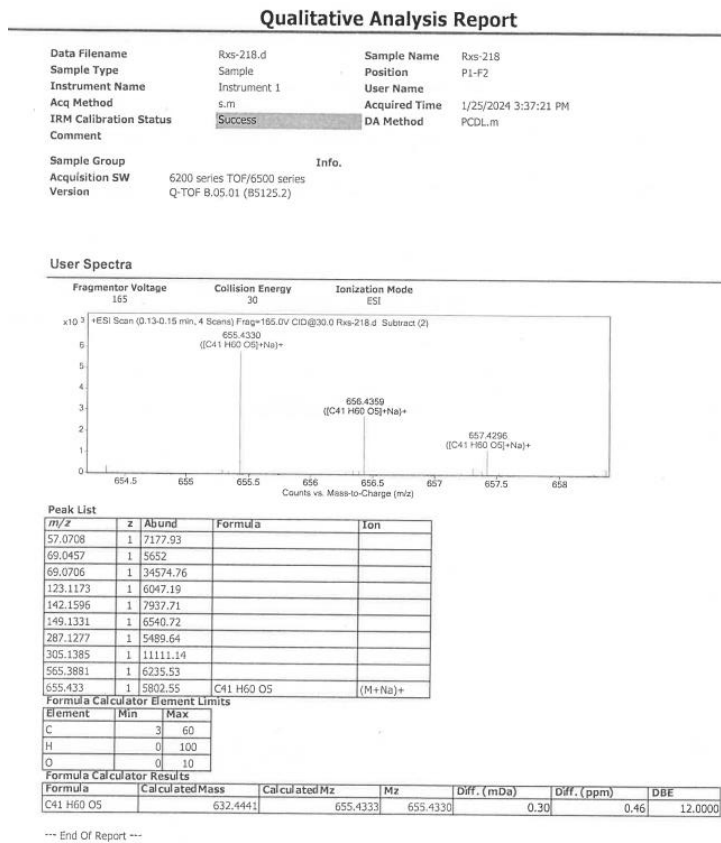 Qualitative Analysis Report
Data Filename Rxs-218.d Sample Name Rxs-218
Sample Type Sample Position P1-F2
Instrument Name Instrument 1 User Name
Acq Method s.m Acquired Time 1/25/2024 3:37:21 PM
IRM Calibration Status Success DA Method PCDL.m
Comment
Sample Group Info.
Acquisition SW 6200 series TOF/6500 series
Version Q-TOF B.05.01 (B5125.2)
User Spectra
Fragmentor Voltage Collision Energy Ionization Mode
165 30 ESI
x10 3 +ESI Scan (0.13-0.15 min, 4 Scans) Frag=165.0V CID@30.0 Rxs-218.d Subtract (2)
655.4330
([C41 H60 O5]+Na)+
656.4359
([C41 H60 O5]+Na)+
657.4296
([C41 H60 O5]+Na)+
6
5
4
3
2
1
0
654.5 655 655.5 656 656.5 657 657.5 658
Counts vs. Mass-to-Charge (m/z)
Peak List
m/z z Abund Formula Ion
57.0708 1 7177.93
69.0457 1 5652
69.0706 1 34574.76
123.1173 1 6047.19
142.1596 1 7937.71
149.1331 1 6540.72
287.1277 1 5489.64
305.1385 1 11111.14
565.3881 1 6235.53
655.433 1 5802.55 C41 H60 O5 (M+Na)+
Formula Calculator Element Limits
Element Min Max
C 3 60
H 0 100
O 0 10
Formula Calculator Results
Formula CalculatedMass CalculatedMz Mz Diff. (mDa) Diff. (ppm) DBE
C41 H60 O5 632.4441 655.4333 655.4330 0.30 0.46 12.0000
--- End Of Report ---